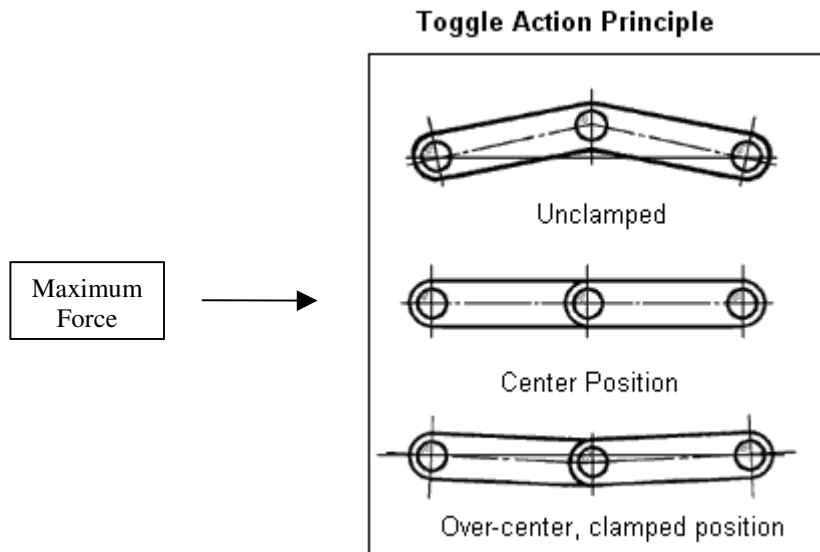 Toggle Action Principle
Unclamped
Maximum
Force
Center Position
Over-center, clamped position